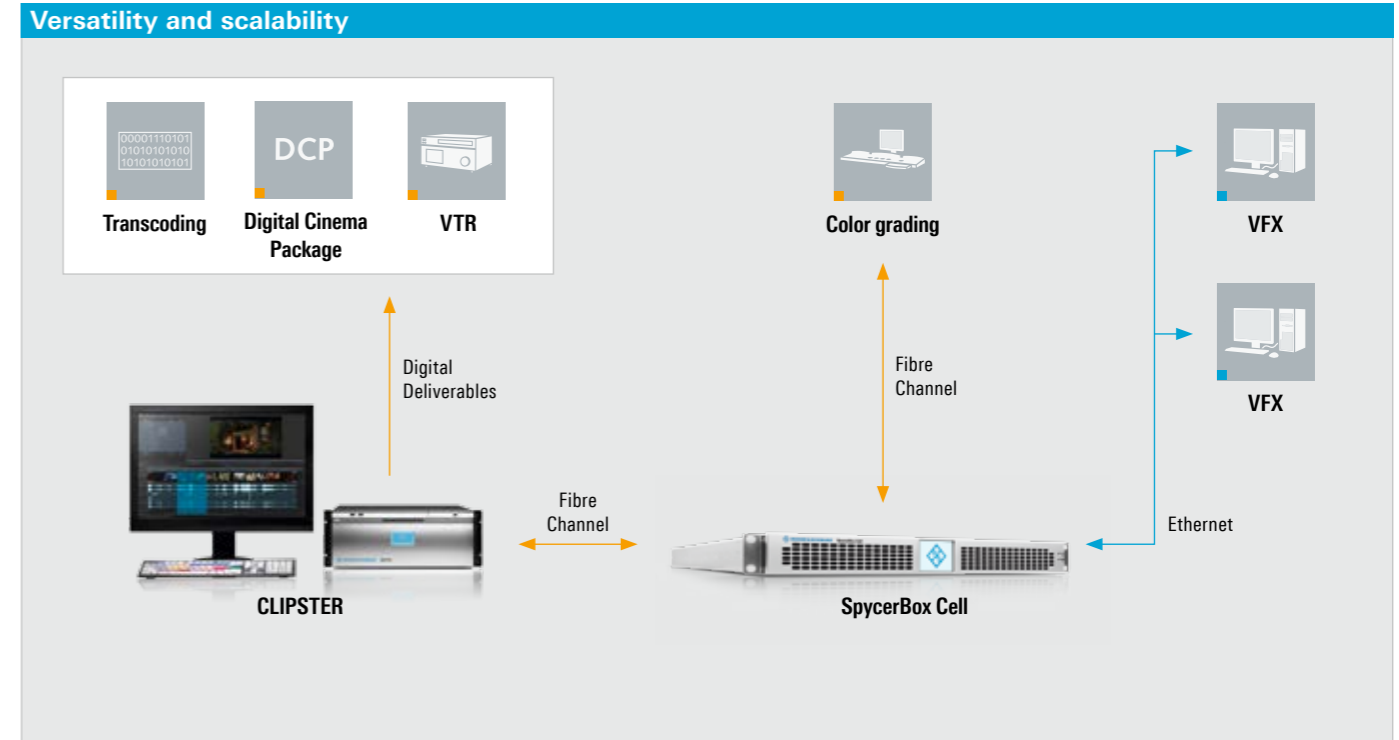 Versatility and scalability
00001110101
01010101010
10101010101
DCP
Transcoding
Digital Cinema
Package
VTR
Color grading
VFX
VFX
Digital
Deliverables
Fibre
Channel
Fibre
Channel
Ethernet
CLIPSTER
SpycerBox Cell